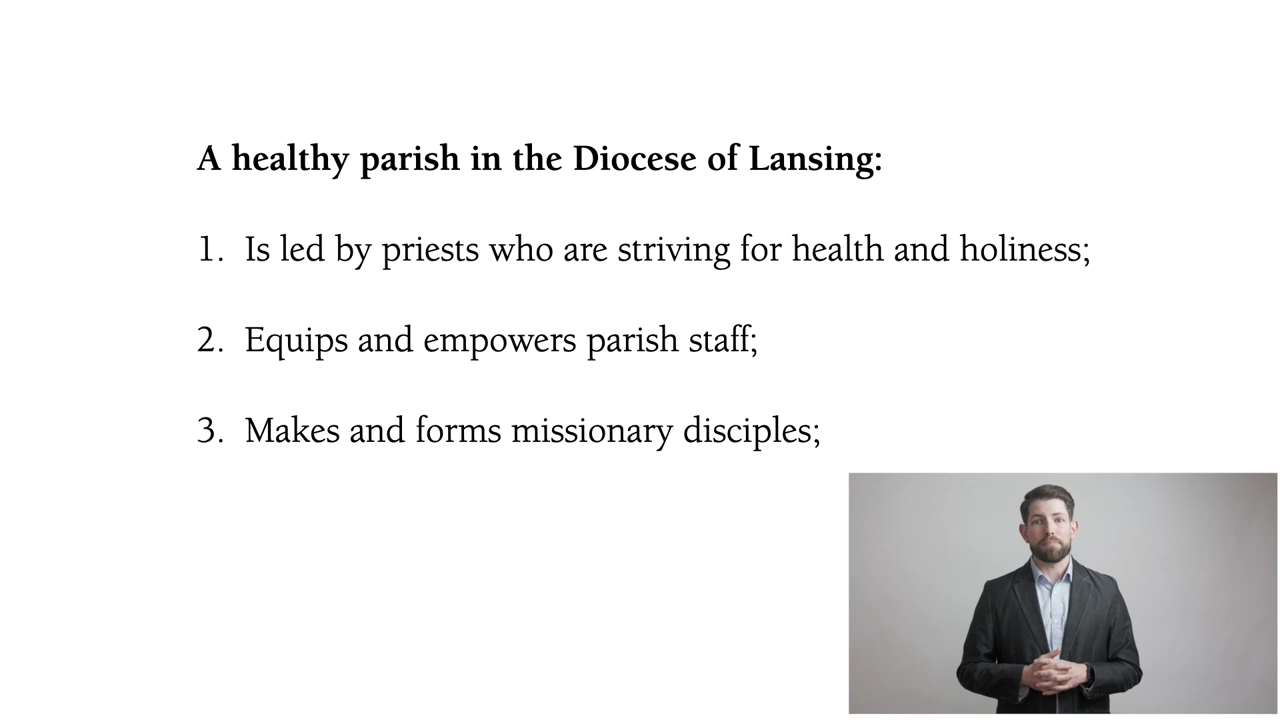 A healthy parish in the Diocese of Lansing:
1. Is led by priests who are striving for health and holiness;
2. Equips and empowers parish staff;
3. Makes and forms missionary disciples;